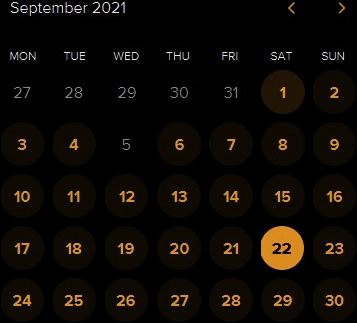 September 2021
MON TUE WED THU FRI SAT SUN
27 28 29 30 31 1 2
3 4 5 6 7 8 9
10 11 12 13 14 15 16
17 18 19 20 21 22 23
24 25 26 27 28 29 30